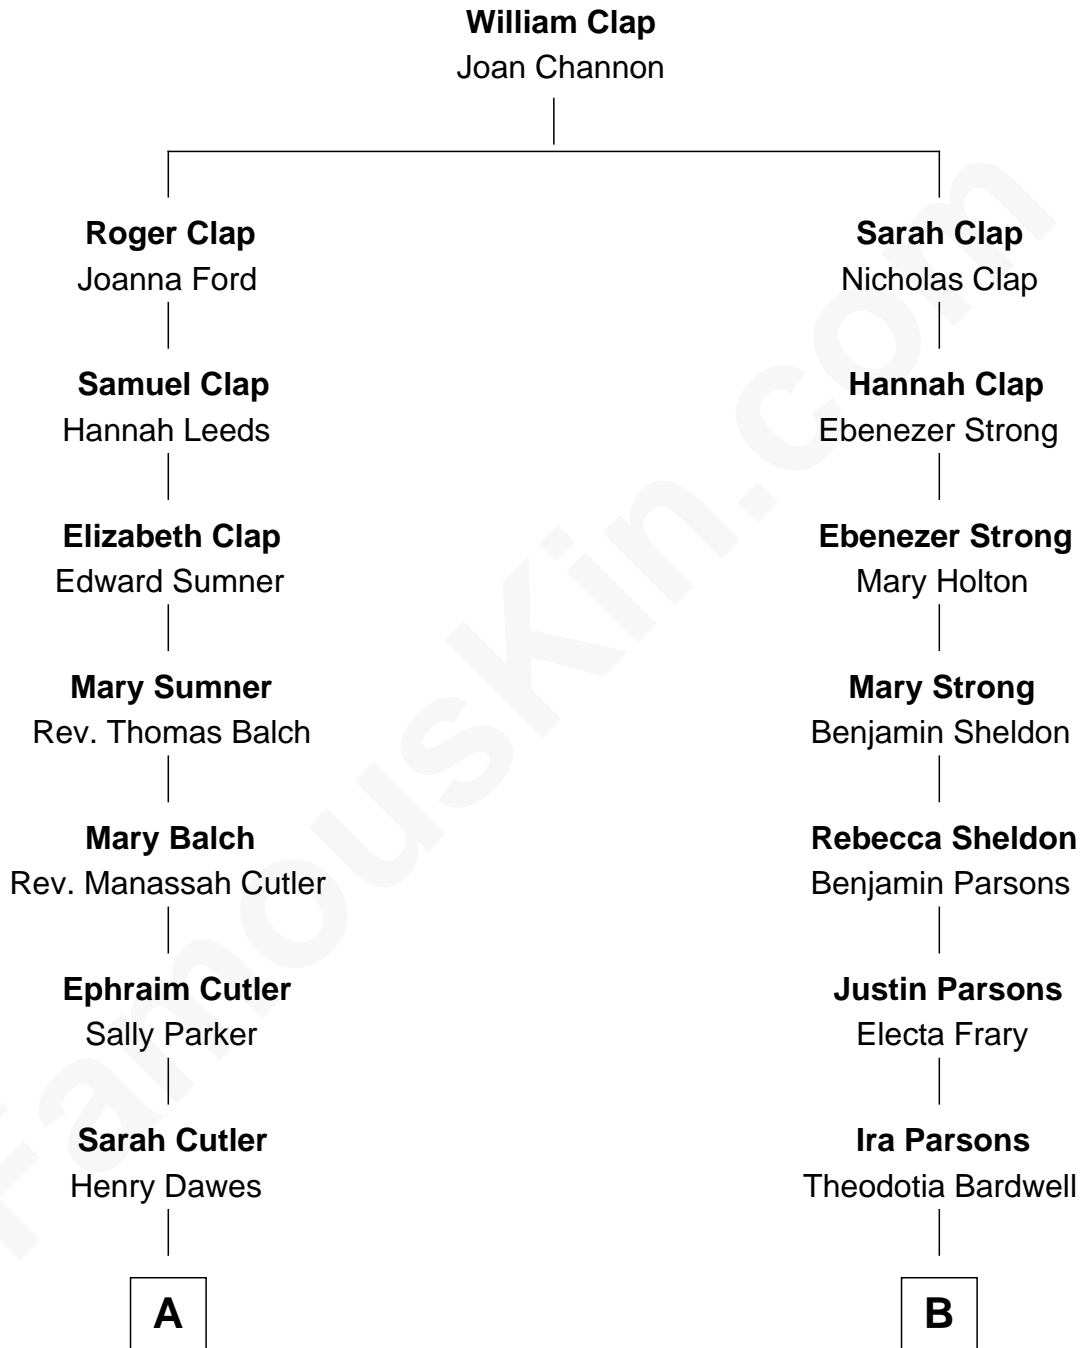 William Clap
Joan Channon
Roger Clap
Joanna Ford
Samuel Clap
Hannah Leeds
Elizabeth Clap
Edward Sumner
Mary Sumner
Rev. Thomas Balch
Mary Balch
Rev. Manassah Cutler
Ephraim Cutler
Sally Parker
Sarah Cutler
Henry Dawes
A
Sarah Clap
Nicholas Clap
Hannah Clap
Ebenezer Strong
Ebenezer Strong
Mary Holton
Mary Strong
Benjamin Sheldon
Rebecca Sheldon
Benjamin Parsons
Justin Parsons
Electa Frary
Ira Parsons
Theodotia Bardwell
B
FamousKin.com